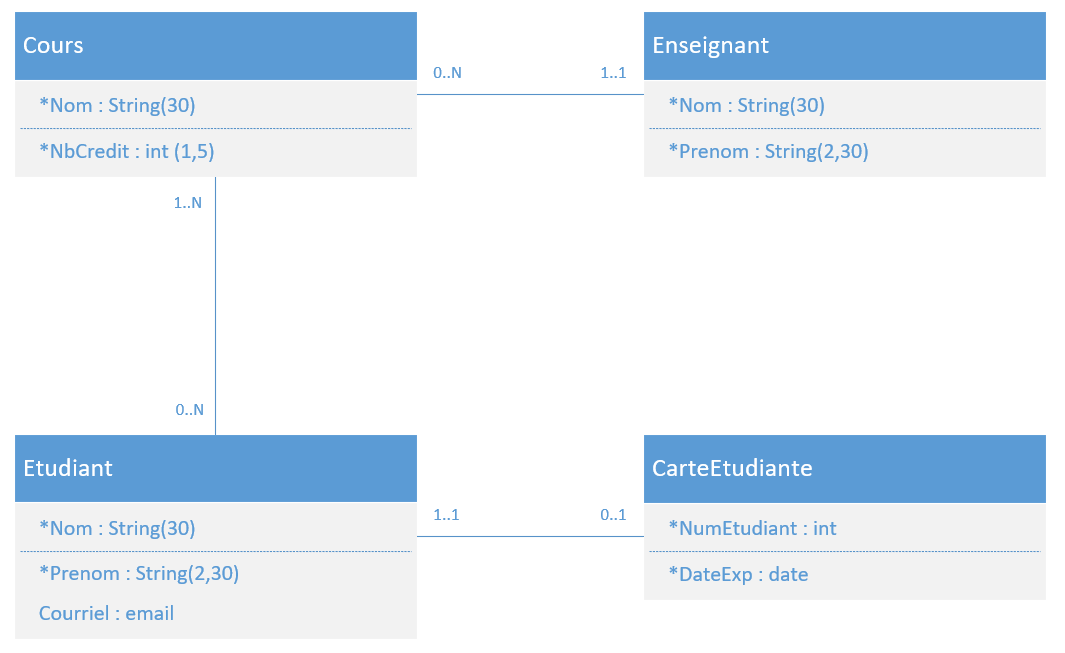 Cours
*Nom : String(30)
*NbCredit : int (1,5)
0..N
1..1
Enseignant
*Nom : String(30)
*Prenom : String(2,30)
1..N
0..N
Etudiant
*Nom : String(30)
*Prenom : String(2,30)
Courriel : email
1..1
0..1
CarteEtudiante
*NumEtudiant : int
*DateExp : date